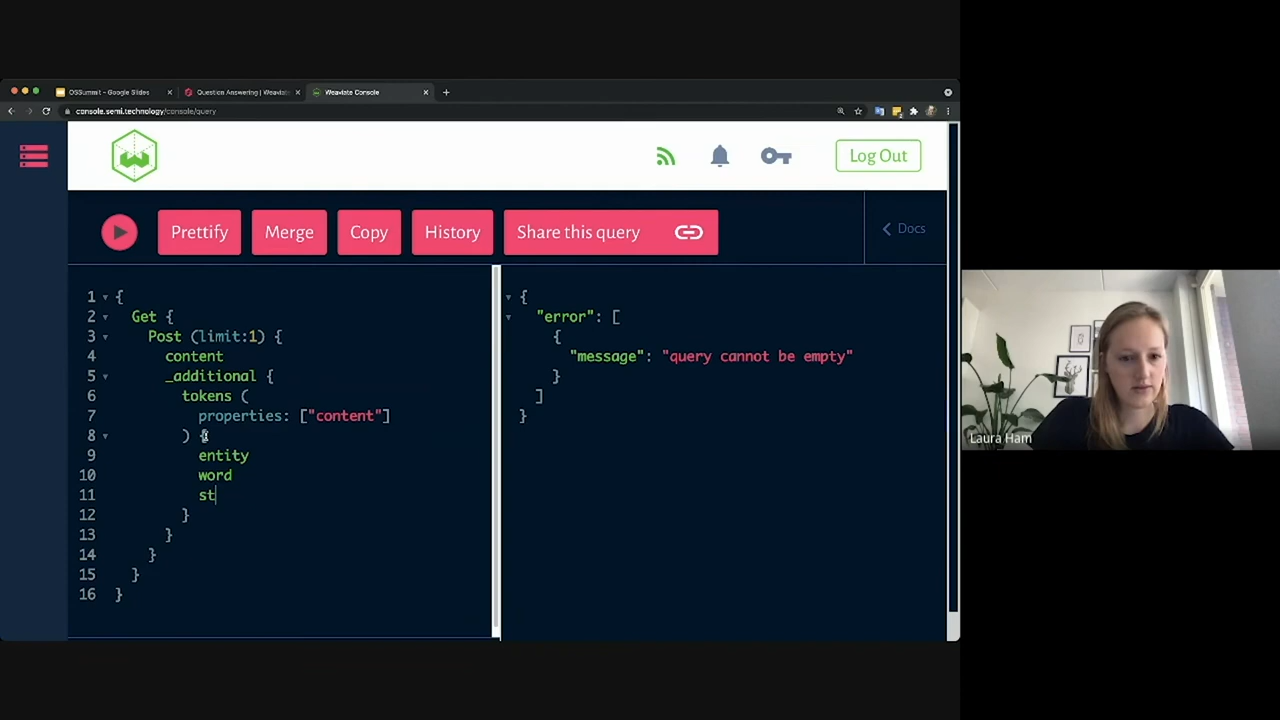 OSSummit - Google Slides
Question Answering | Weaviate
Weaviate Console
console.semi.technology/console/query
Log Out
Prettify
Merge
Copy
History
Share this query
Docs
1 {
2 Get {
3 Post (limit:1) {
4 content
5 _additional {
6 tokens (
7 properties: ["content"]
8 ) {
9 entity
10 word
11 st
12 }
13 }
14 }
15 }
16 }
{
"error": [
{
"message": "query cannot be empty"
}
]
}
Laura Ham